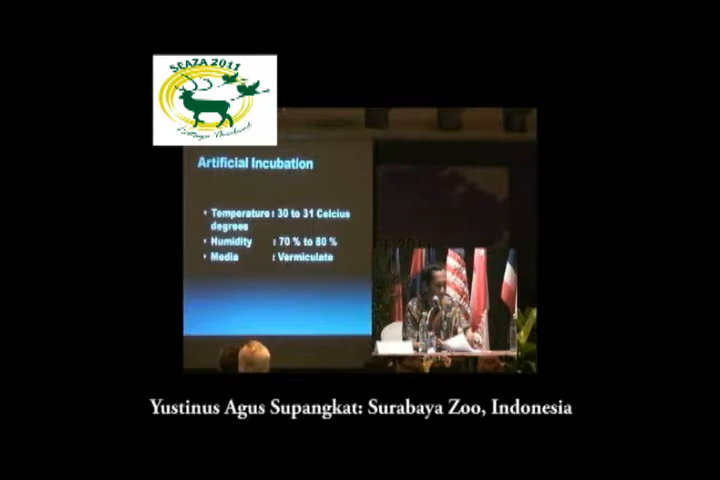 SEAZA 2011
Artificial Incubation
• Temperature : 30 to 31 Celcius
degrees
• Humidity : 70 % to 80 %
• Media : Vermiculate
Yustinus Agus Supangkat: Surabaya Zoo, Indonesia